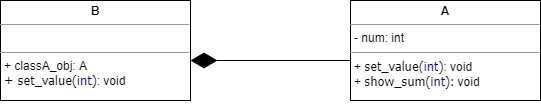 B
+ classA_obj: A
+ set_value(int): void
A
- num: int
+ set_value(int): void
+ show_sum(int): void